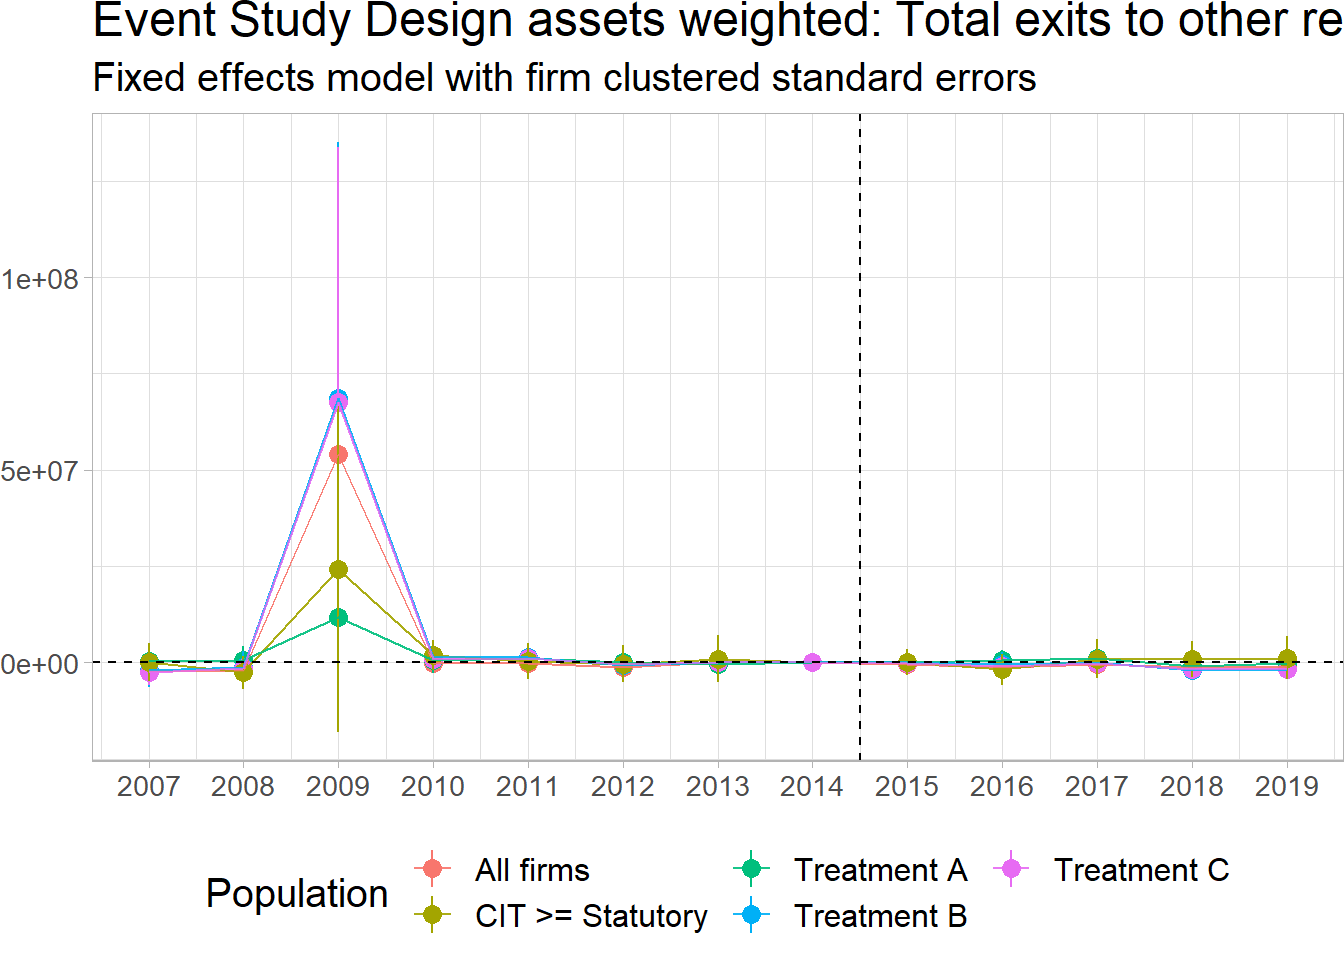 Event Study Design assets weighted: Total exits to other re
Fixed effects model with firm clustered standard errors
1e+08
5e+07
0e+00
2007 2008 2009 2010 2011 2012 2013 2014 2015 2016 2017 2018 2019
Population
All firms
CIT >= Statutory
Treatment A
Treatment B
Treatment C